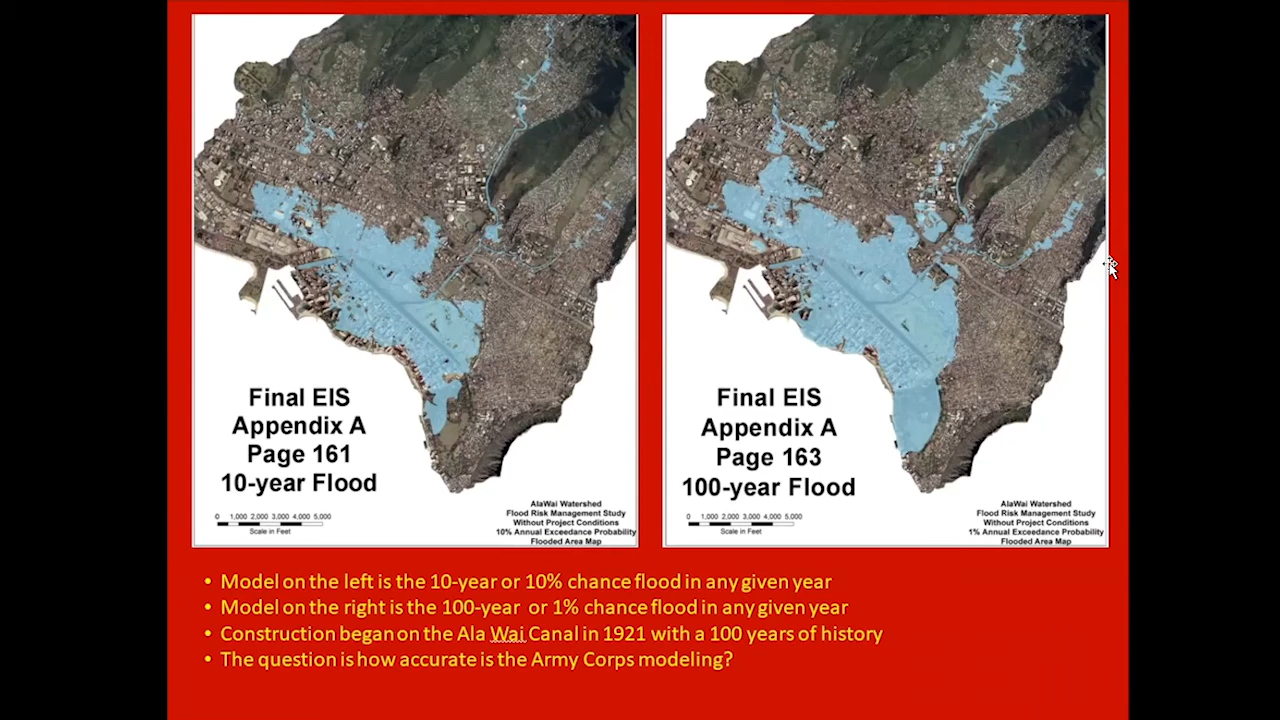 Final EIS
Appendix A
Page 161
10-year Flood
0 1,000 2,000 3,000 4,000 5,000
Scale in Feet
AlaWai Watershed
Flood Risk Management Study
Without Project Conditions
10% Annual Exceedance Probability
Flooded Area Map
Final EIS
Appendix A
Page 163
100-year Flood
0 1,000 2,000 3,000 4,000 5,000
Scale in Feet
AlaWai Watershed
Flood Risk Management Study
Without Project Conditions
1% Annual Exceedance Probability
Flooded Area Map
• Model on the left is the 10-year or 10% chance flood in any given year
• Model on the right is the 100-year or 1% chance flood in any given year
• Construction began on the Ala Wai Canal in 1921 with a 100 years of history
• The question is how accurate is the Army Corps modeling?